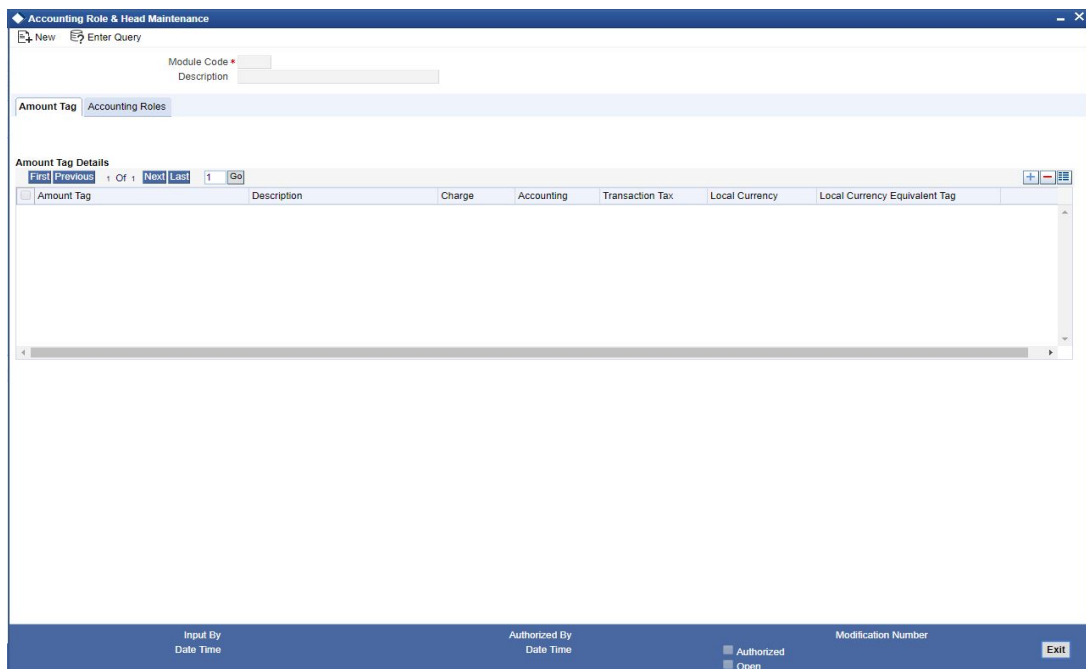 Accounting Role & Head Maintenance
New Enter Query
Module Code *
Description
Amount Tag Accounting Roles
Amount Tag Details
First Previous 1 Of 1 Next Last 1 Go
Amount Tag Description Charge Accounting Transaction Tax Local Currency Local Currency Equivalent Tag
Input By Authorized By Modification Number
Date Time Date Time Authorized Exit
Open